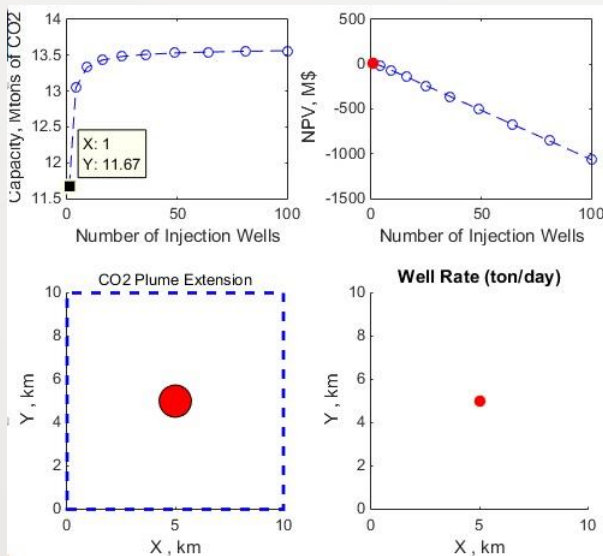 Capacity, Mtons of CO2
14
13.5
13
12.5
12
11.5
X: 1
Y: 11.67
0
50
100
Number of Injection Wells
NPV, M$
500
0
-500
-1000
-1500
0
50
100
Number of Injection Wells
CO2 Plume Extension
Y , km
10
8
6
4
2
0
0
5
10
X , km
Well Rate (ton/day)
Y , km
10
8
6
4
2
0
0
5
10
X , km